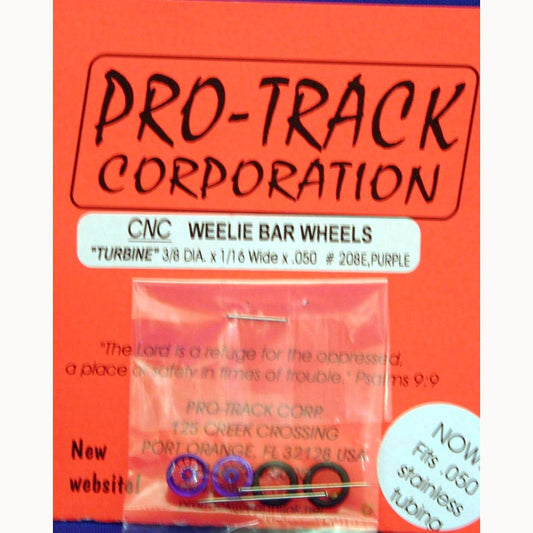 PRO-TRACK
CORPORATION
CNC WEELIE BAR WHEELS
"TURBINE" 3/8 DIA. x 1/16 Wide x .050 # 208E,PURPLE
"The Lord is a refuge for the oppressed,
a place of safety in times of trouble." Psalms 9:9
PRO-TRACK CORP
125 CREEK CROSSING
PORT ORANGE, FL 32128 USA
New
website!
NOW
Fits .050
stainless
tubing